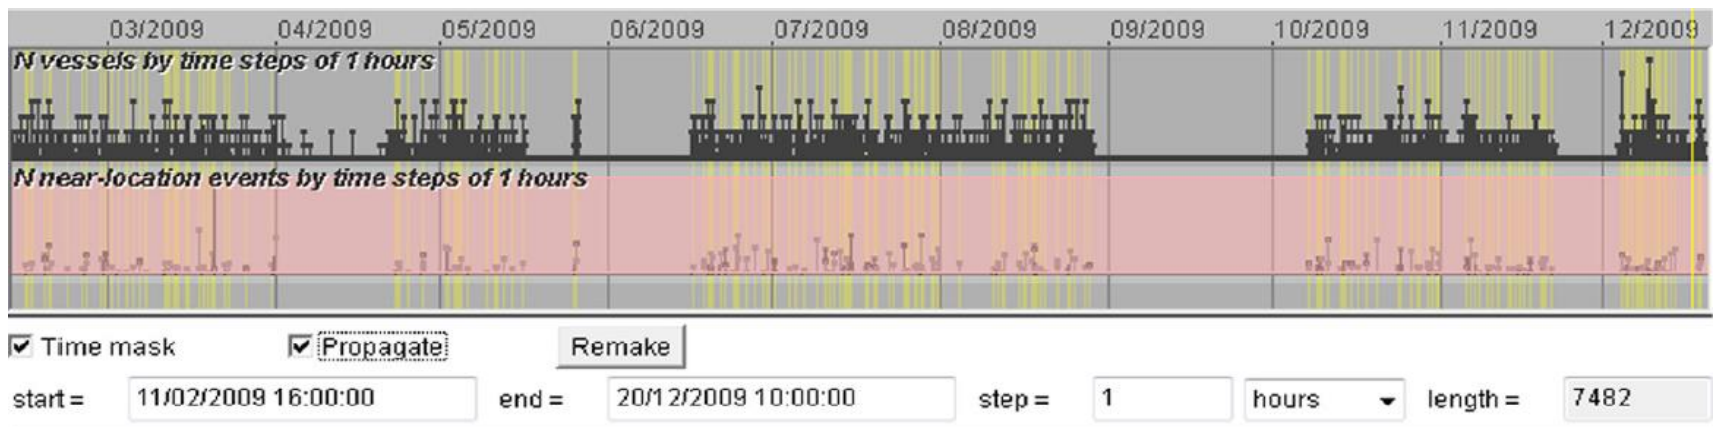 03/2009 04/2009 05/2009 06/2009 07/2009 08/2009 09/2009 10/2009 11/2009 12/2009
N vessels by time steps of 1 hours
N near-location events by time steps of 1 hours
Time mask Propagate Remake
start = 11/02/2009 16:00:00 end = 20/12/2009 10:00:00 step = 1 hours length = 7482